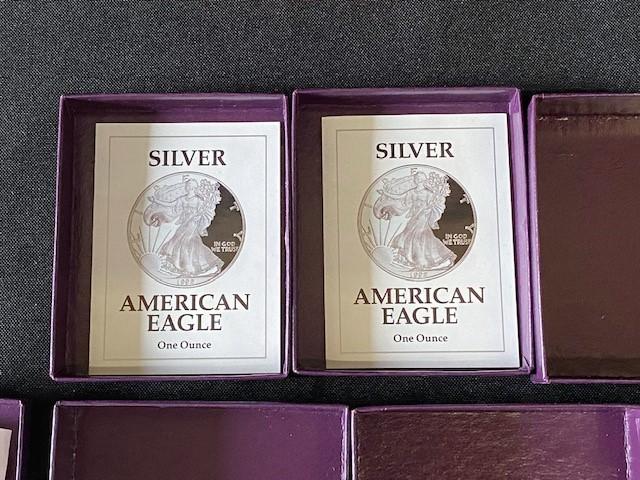 SILVER
IN GOD
WE TRUST
AMERICAN
EAGLE
One Ounce
SILVER
IN GOD
WE TRUST
AMERICAN
EAGLE
One Ounce